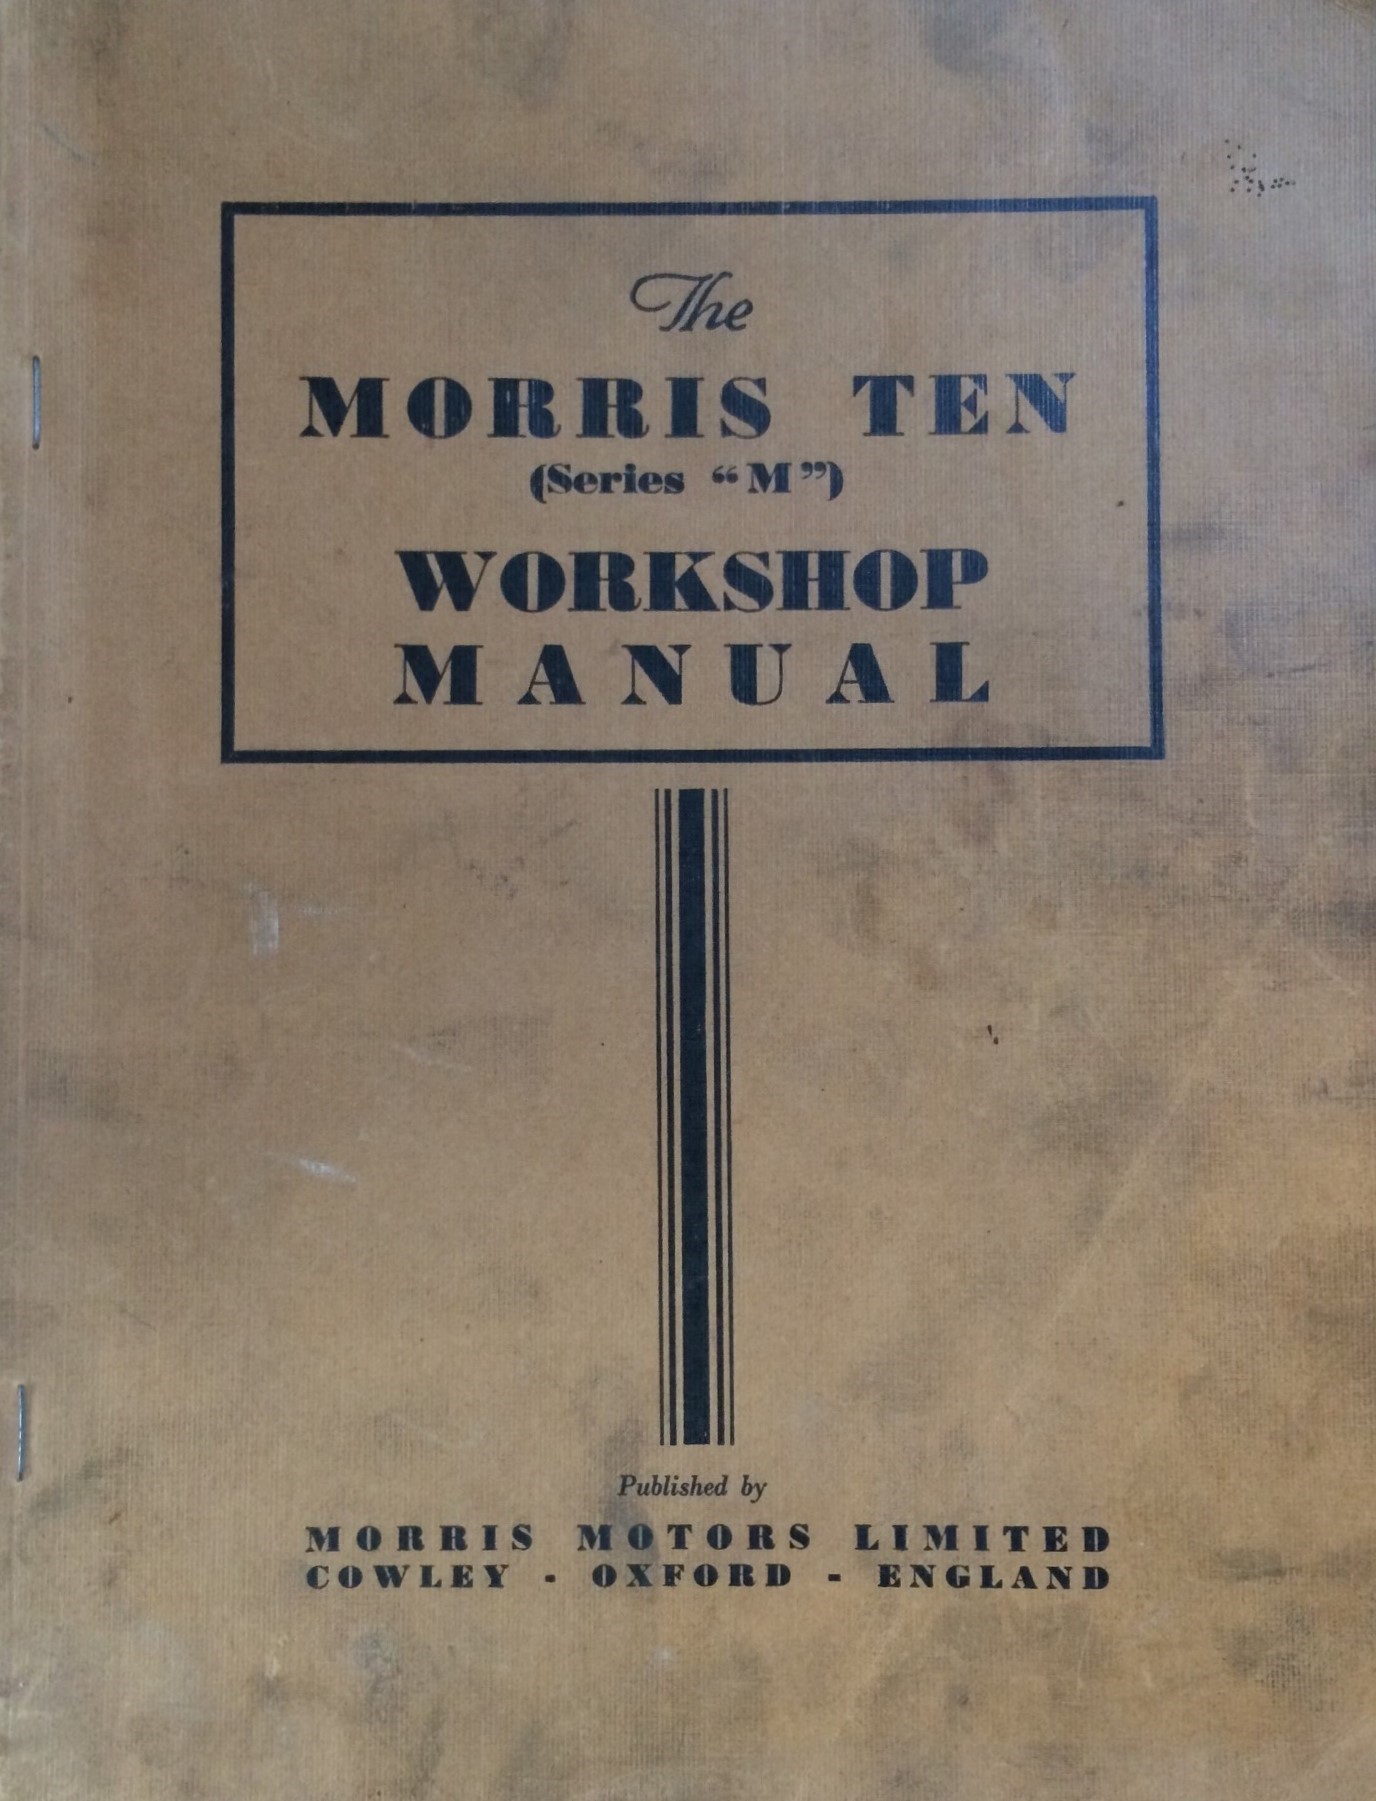 The
MORRIS TEN
(Series “M”)
WORKSHOP
MANUAL
Published by
MORRIS MOTORS LIMITED
COWLEY - OXFORD - ENGLAND